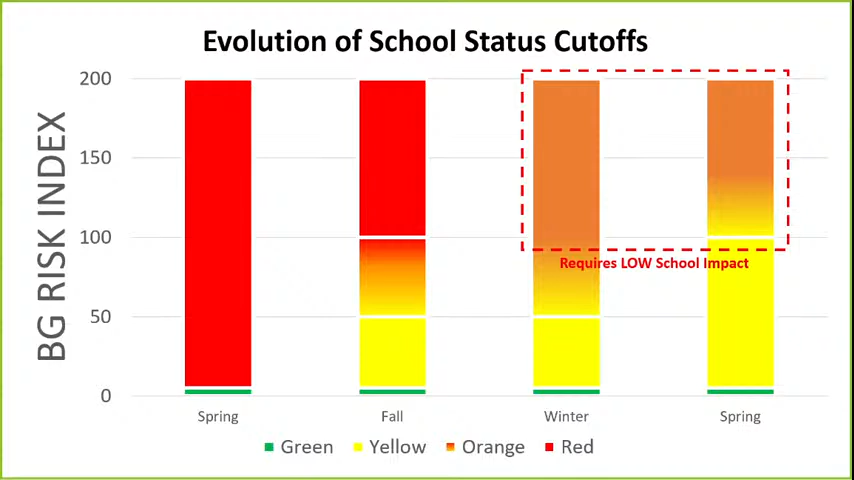 Evolution of School Status Cutoffs
BG RISK INDEX
200
150
100
50
0
Requires LOW School Impact
Spring
Fall
Winter
Spring
Green
Yellow
Orange
Red